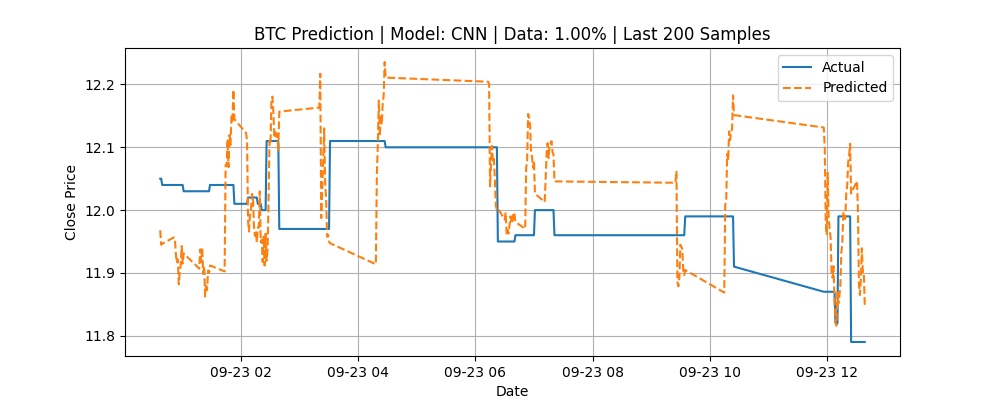 BTC Prediction | Model: CNN | Data: 1.00% | Last 200 Samples
Actual
Predicted
Close Price
12.2
12.1
12.0
11.9
11.8
09-23 02
09-23 04
09-23 06
09-23 08
09-23 10
09-23 12
Date